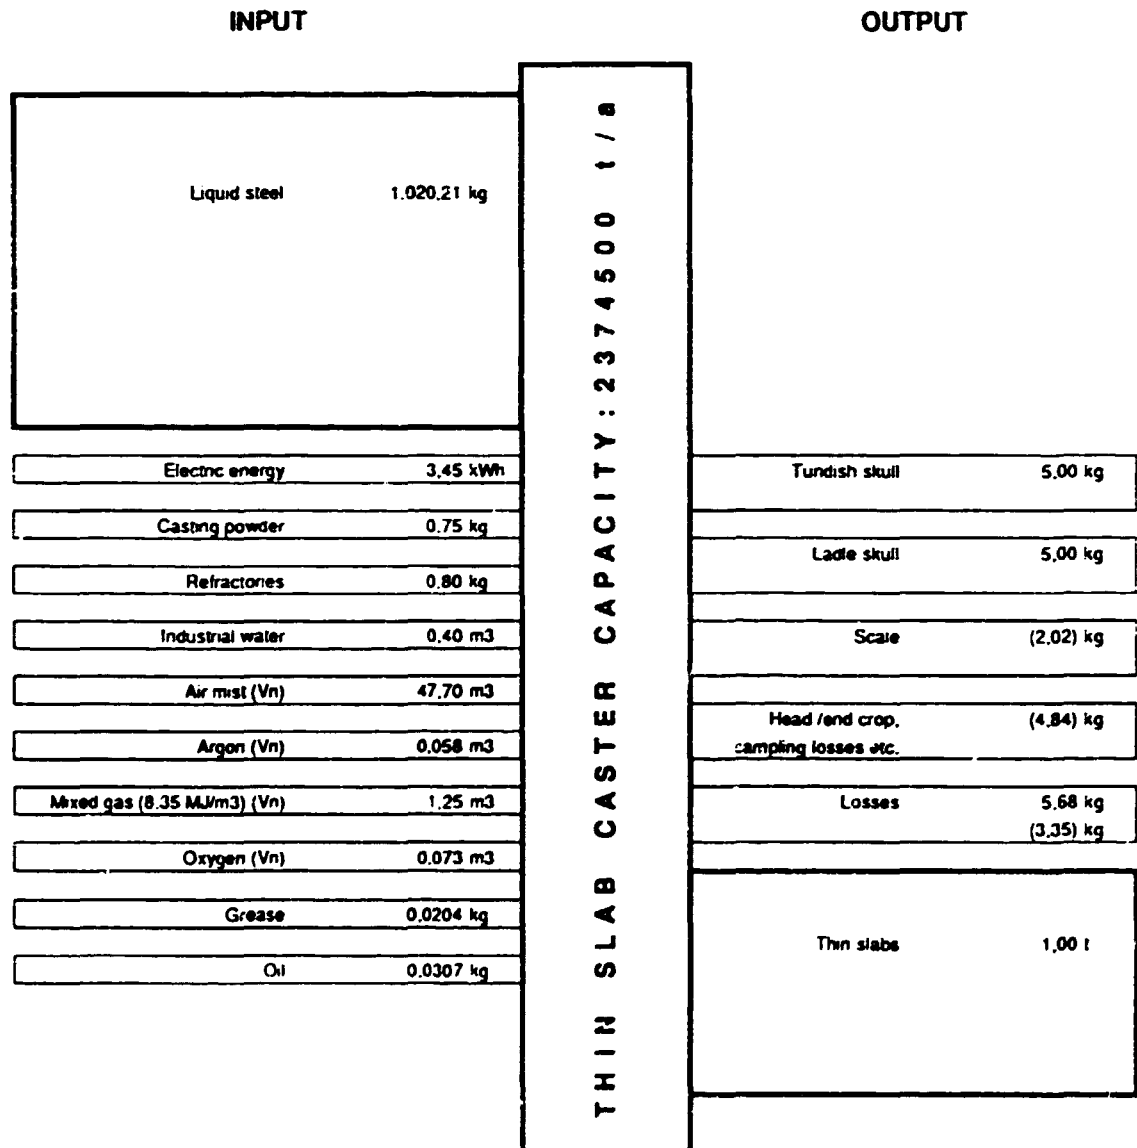 INPUT
OUTPUT
Liquid steel 1.020,21 kg
Electric energy 3,45 kWh
Casting powder 0,75 kg
Refractories 0,80 kg
Industrial water 0,40 m3
Air mist (Vn) 47,70 m3
Argon (Vn) 0,058 m3
Mixed gas (8.35 MJ/m3) (Vn) 1,25 m3
Oxygen (Vn) 0,073 m3
Grease 0,0204 kg
Oil 0,0307 kg
THIN SLAB CASTER CAPACITY:2374500 t/a
Tundish skull 5,00 kg
Ladle skull 5,00 kg
Scale (2,02) kg
Head /end crop, (4,84) kg
sampling losses etc.
Losses 5,68 kg
(3,35) kg
Thin slabs 1,00 t